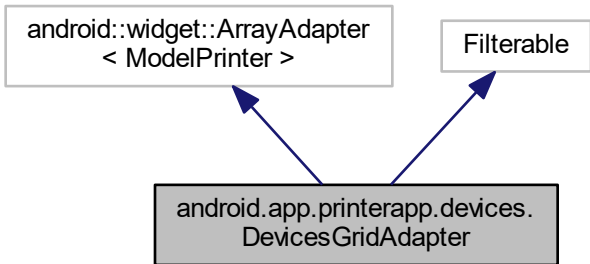 android::widget::ArrayAdapter
< ModelPrinter >
Filterable
android.app.printerapp.devices.
DevicesGridAdapter